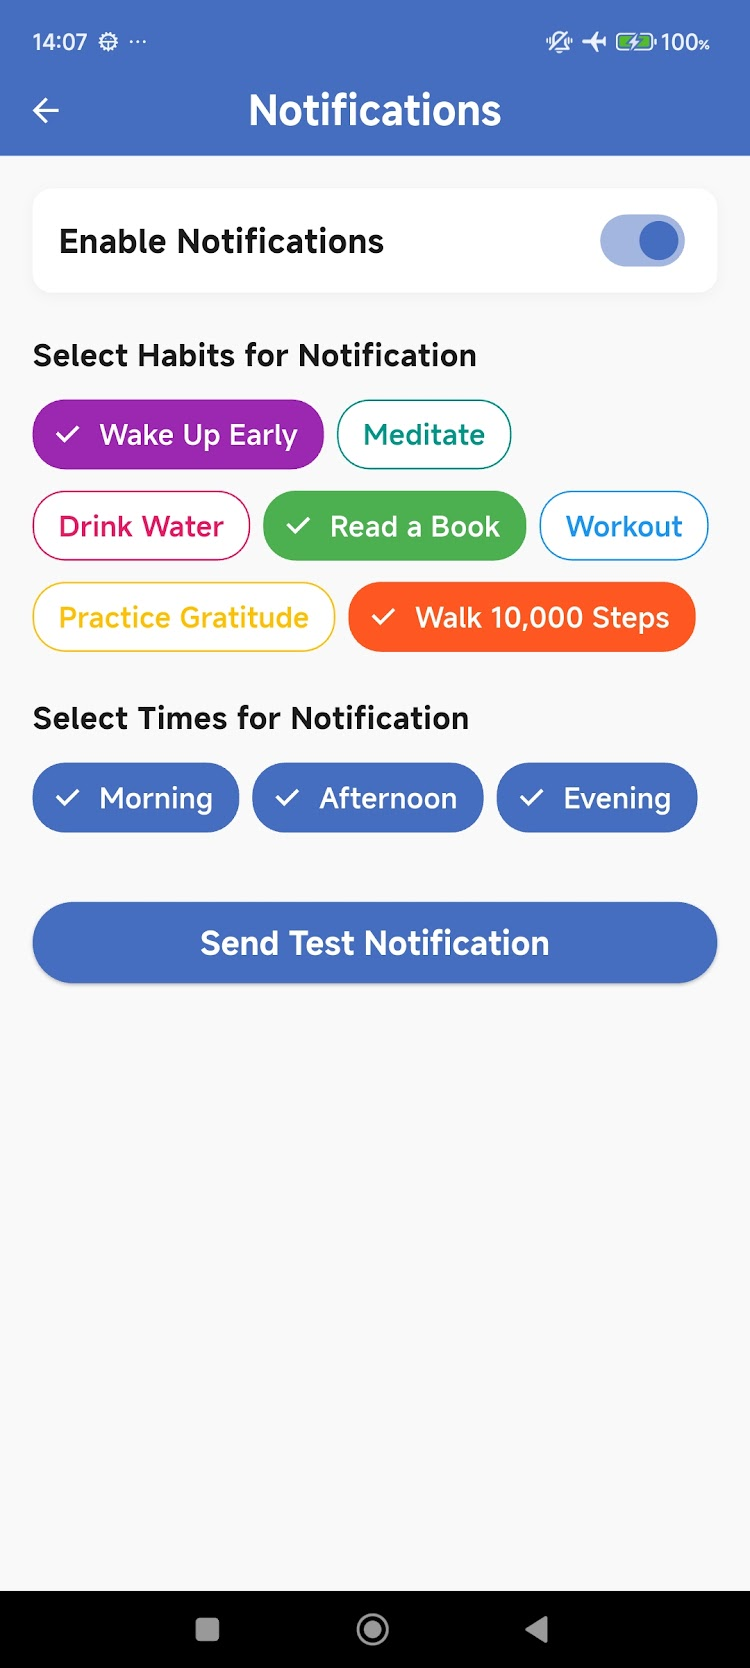 14:07 ... 100%
Notifications
Enable Notifications
Select Habits for Notification
Wake Up Early Meditate
Drink Water Read a Book Workout
Practice Gratitude Walk 10,000 Steps
Select Times for Notification
Morning Afternoon Evening
Send Test Notification